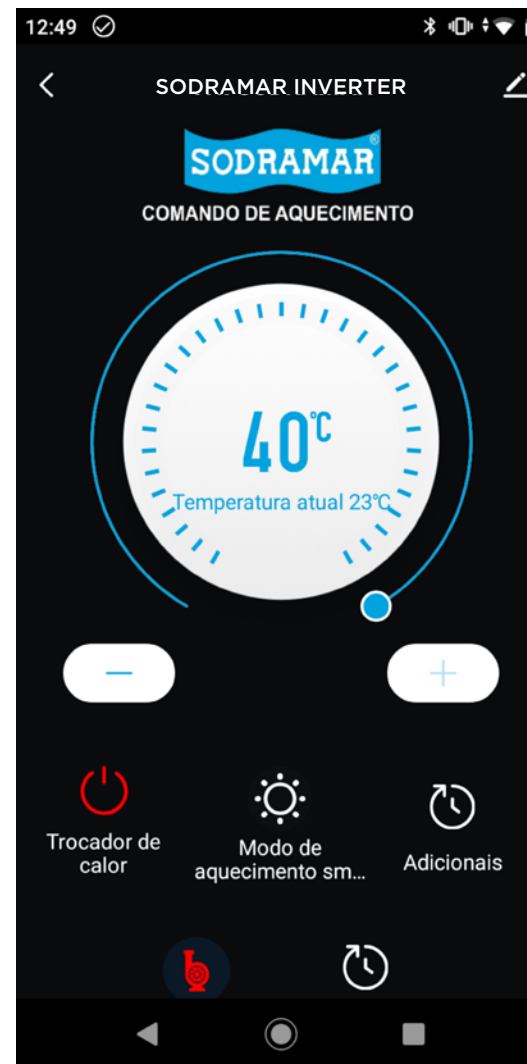 12:49
SODRAMAR INVERTER
SODRAMAR®
COMANDO DE AQUECIMENTO
40°C
Temperatura atual 23°C
Trocador de
calor
Modo de
aquecimento sm...
Adicionais